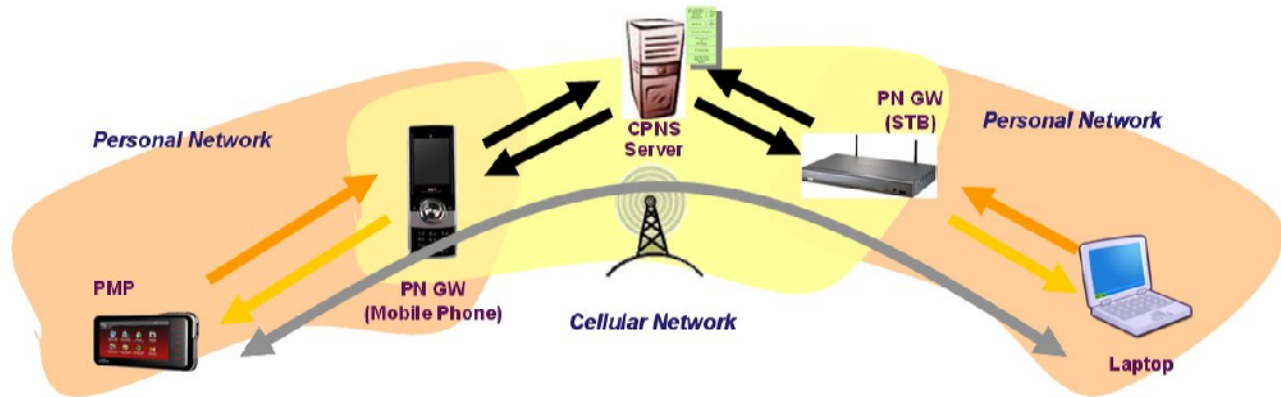 CPNS
Server
PN GW
(STB)
Personal Network
Personal Network
PMP
PN GW
(Mobile Phone)
Cellular Network
Laptop